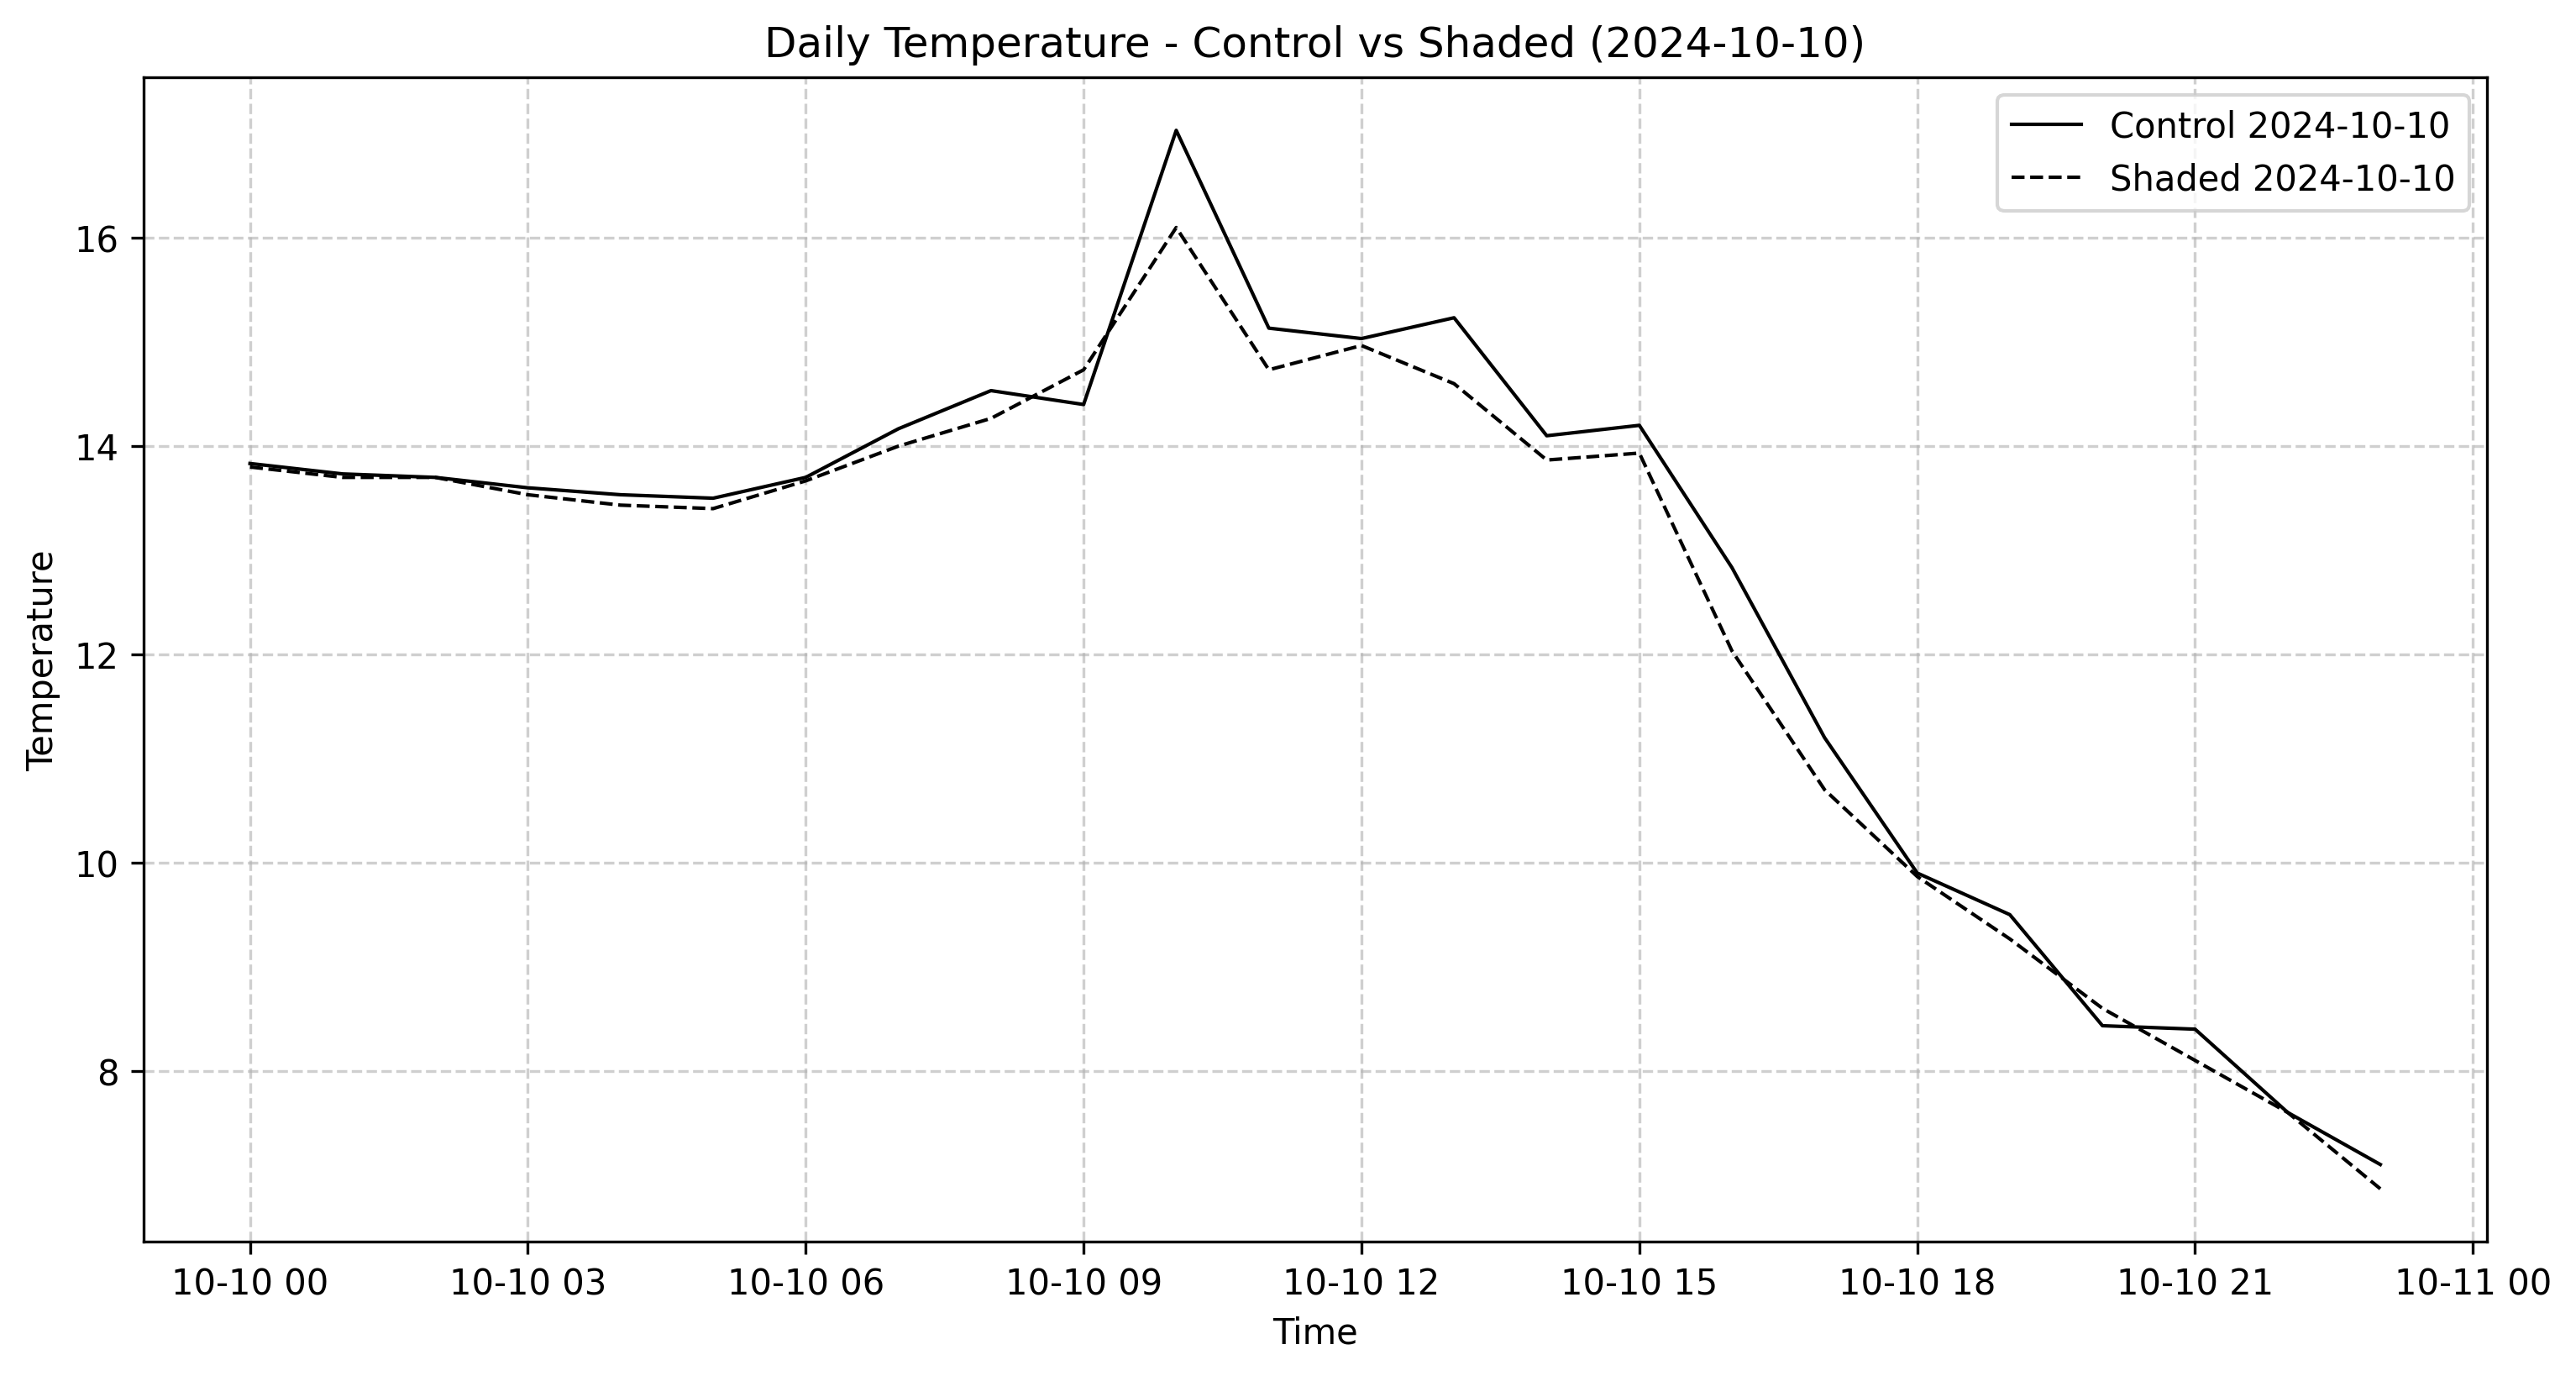 Daily Temperature - Control vs Shaded (2024-10-10)
Control 2024-10-10
Shaded 2024-10-10
Temperature
16
14
12
10
8
10-10 00 10-10 03 10-10 06 10-10 09 10-10 12 10-10 15 10-10 18 10-10 21 10-11 00
Time